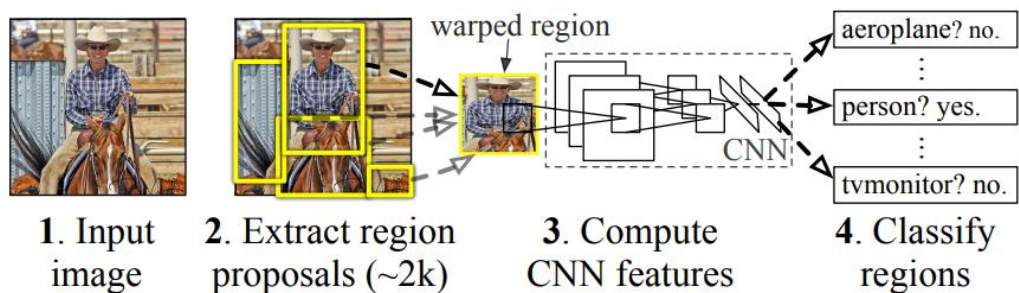 warped region
aeroplane? no.
⋮
person? yes.
⋮
tvmonitor? no.
CNN
1. Input
image
2. Extract region
proposals (~2k)
3. Compute
CNN features
4. Classify
regions